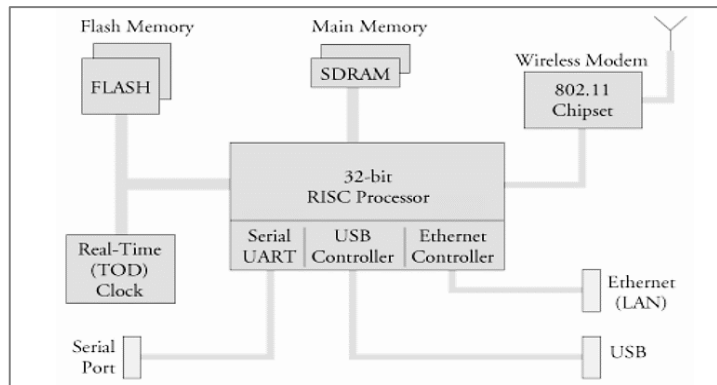 Flash Memory
Main Memory
Wireless Modem
FLASH
SDRAM
802.11
Chipset
32-bit
RISC Processor
Serial
UART
USB
Controller
Ethernet
Controller
Real-Time
(TOD)
Clock
Ethernet
(LAN)
Serial
Port
USB